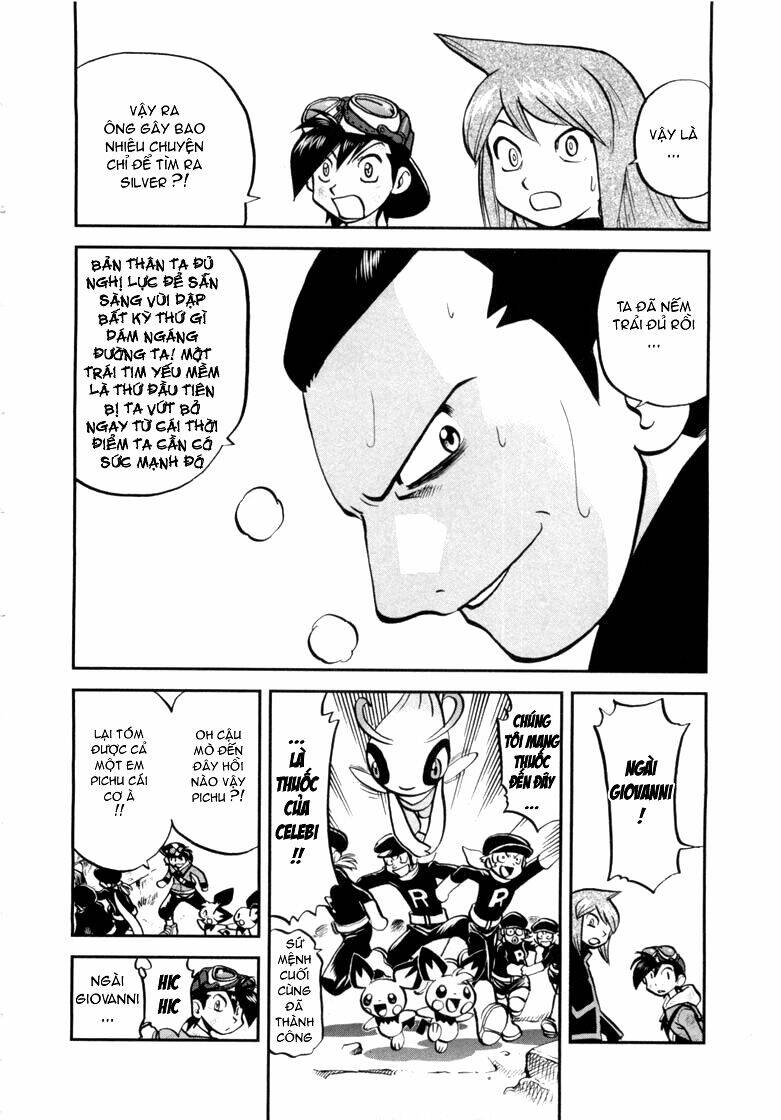 VẬY LÀ
...
VẬY RA
ÔNG GÂY BAO
NHIÊU CHUYỆN
CHỈ ĐỂ TÌM RA
SILVER ?!
TA ĐÃ NẾM
TRẢI ĐỦ RỒI
...
BẢN THÂN TA ĐỦ
NGHỊ LỰC ĐỂ SẴN
SÀNG VÙI DẬP
BẤT KỲ THỨ GÌ
DÁM NGÁNG
ĐƯỜNG TA! MỘT
TRÁI TIM YẾU MỀM
LÀ THỨ ĐẦU TIÊN
BỊ TA VỨT BỎ
NGAY TỪ CÁI THỜI
ĐIỂM TA CẦN CÓ
SỨC MẠNH ĐÓ
NGÀI
GIOVANNI
!
CHÚNG
TÔI MANG
THUỐC
ĐẾN ĐÂY
...
...
LÀ
THUỐC
CỦA
CELEBI
!!
R
R
SỨ
MỆNH
CUỐI
CÙNG
ĐÃ
THÀNH
CÔNG
OH CẬU
MÒ ĐẾN
ĐÂY HỒI
NÀO VẬY
PICHU ?!
LẠI TÓM
ĐƯỢC CẢ
MỘT EM
PICHU CÁI
CƠ À
!!
HIC
HIC
NGÀI
GIOVANNI
...